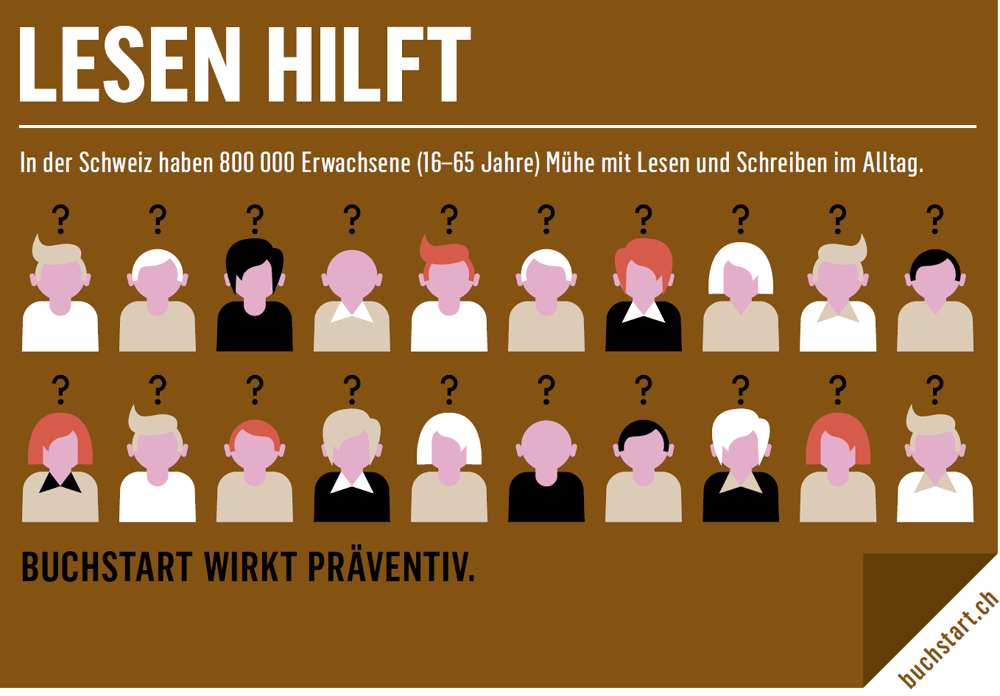 LESEN HILFT
In der Schweiz haben 800 000 Erwachsene (16–65 Jahre) Mühe mit Lesen und Schreiben im Alltag.
? ? ? ? ? ? ? ? ? ?
? ? ? ? ? ? ? ? ? ?
BUCHSTART WIRKT PRÄVENTIV.
buchstart.ch